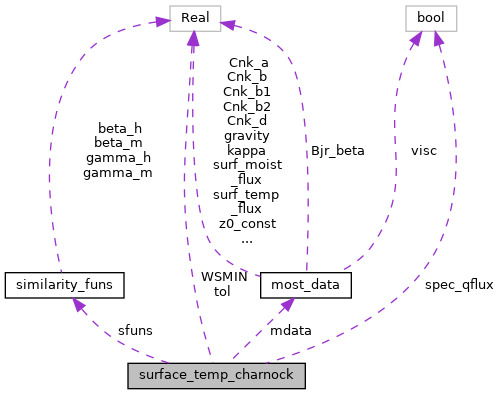 Real
bool
Cnk_a
Cnk_b
Cnk_b1
Cnk_b2
Cnk_d
gravity
kappa
surf_moist
_flux
surf_temp
_flux
z0_const
...
beta_h
beta_m
gamma_h
gamma_m
Bjr_beta
visc
similarity_funs
WSMIN
tol
most_data
spec_qflux
sfuns
mdata
surface_temp_charnock